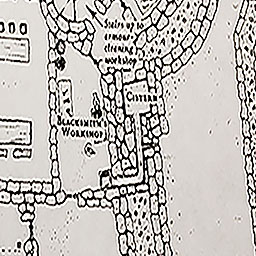 Stairs up to
armour-
cleaning
workshop
CISTERN
BLACKSMITH'S
WORKSHOP